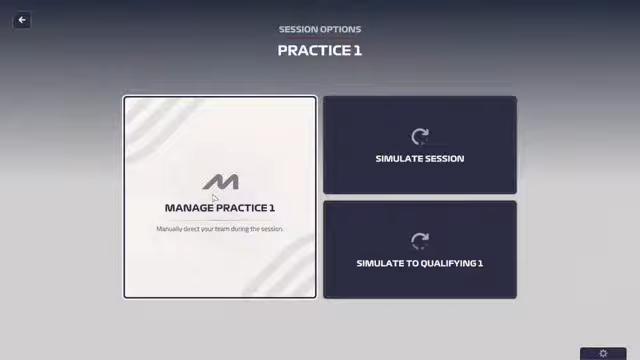 SESSION OPTIONS
PRACTICE 1
MANAGE PRACTICE 1
Manually direct your team during the session.
SIMULATE SESSION
SIMULATE TO QUALIFYING 1